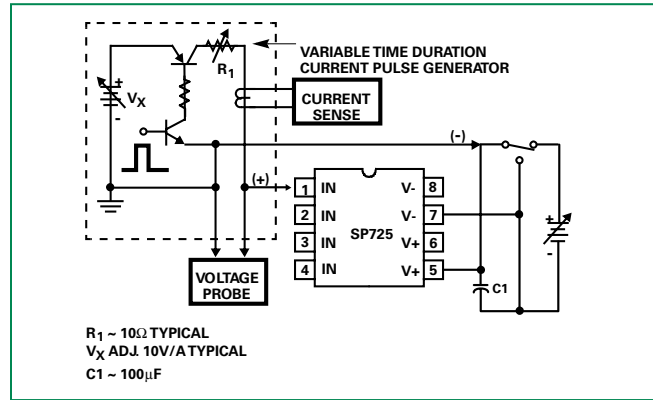 VARIABLE TIME DURATION
CURRENT PULSE GENERATOR
R1
+
VX
-
CURRENT
SENSE
(-)
(+)
1 IN V- 8
2 IN V- 7
3 IN V+ 6
4 IN V+ 5
SP725
+
-
C1
VOLTAGE
PROBE
R1 ~ 10Ω TYPICAL
VX ADJ. 10V/A TYPICAL
C1 ~ 100µF